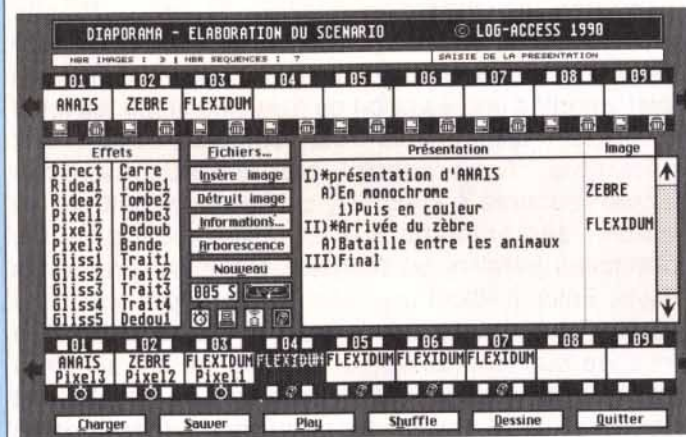 DIAPORAMA - ELABORATION DU SCENARIO © LOG-ACCESS 1990
NBR IMAGES : 3 | NBR SEQUENCES : 7 SAISIE DE LA PRESENTATION
01 02 03 04 05 06 07 08 09
ANAIS ZEBRE FLEXIDUM
Effets
Direct Carre
Rideal Tombe1
Ridea2 Tombe2
Pixel1 Tombe3
Pixel2 Dedoub
Pixel3 Bande
Gliss1 Trait1
Gliss2 Trait2
Gliss3 Trait3
Gliss4 Trait4
Gliss5 Dedou1
Fichiers...
Insère image
Détruit image
Informations...
Arborescence
Nouveau
005 S
Présentation Image
I)*présentation d'ANAIS
A)En monochrome ZEBRE
1)Puis en couleur
II)*Arrivée du zèbre FLEXIDUM
A)Bataille entre les animaux
III)Final
01 02 03 04 05 06 07 08 09
ANAIS ZEBRE FLEXIDUM FLEXIDUM FLEXIDUM FLEXIDUM FLEXIDUM
Pixel3 Pixel2 Pixel1
Charger Sauver Play Shuffle Dessine Quitter